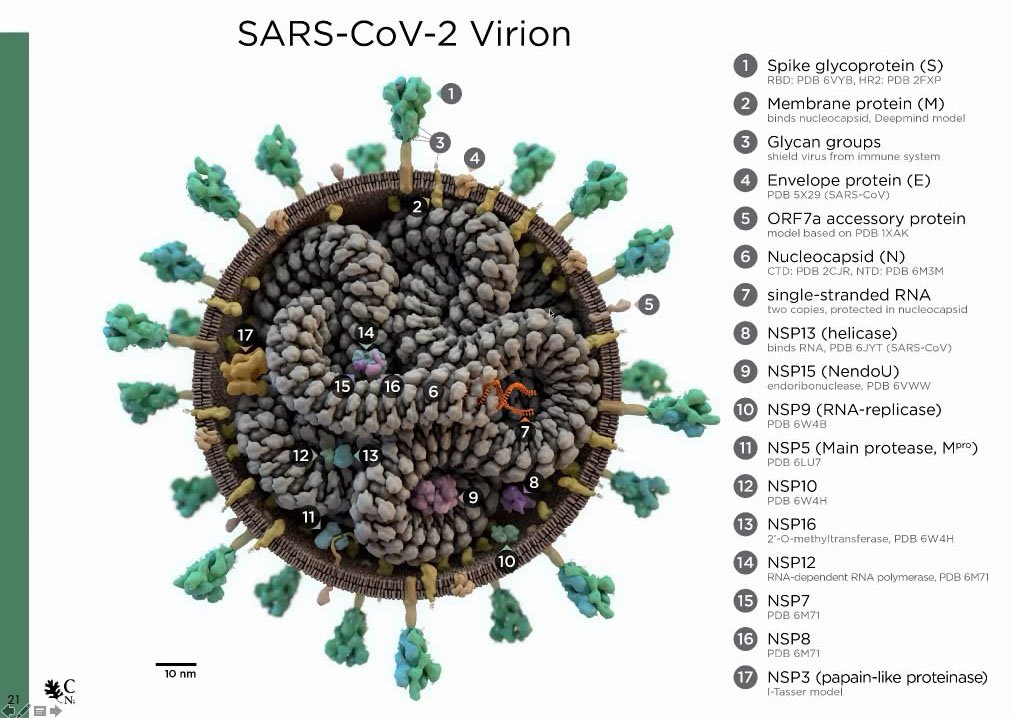 SARS-CoV-2 Virion
1 Spike glycoprotein (S)
RBD: PDB 6VYB, HR2: PDB 2FXP
2 Membrane protein (M)
binds nucleocapsid, Deepmind model
3 Glycan groups
shield virus from immune system
4 Envelope protein (E)
PDB 5X29 (SARS-CoV)
5 ORF7a accessory protein
model based on PDB 1XAK
6 Nucleocapsid (N)
CTD: PDB 2CJR, NTD: PDB 6M3M
7 single-stranded RNA
two copies, protected in nucleocapsid
8 NSP13 (helicase)
binds RNA, PDB 6JYT (SARS-CoV)
9 NSP15 (NendoU)
endoribonuclease, PDB 6VWW
10 NSP9 (RNA-replicase)
PDB 6W4B
11 NSP5 (Main protease, Mpro)
PDB 6LU7
12 NSP10
PDB 6W4H
13 NSP16
2'-O-methyltransferase, PDB 6W4H
14 NSP12
RNA-dependent RNA polymerase, PDB 6M71
15 NSP7
PDB 6M71
16 NSP8
PDB 6M71
17 NSP3 (papain-like proteinase)
I-Tasser model
1
3
4
2
5
17
14
15
16
6
7
12
13
8
9
11
10
10 nm
21
C
Ni